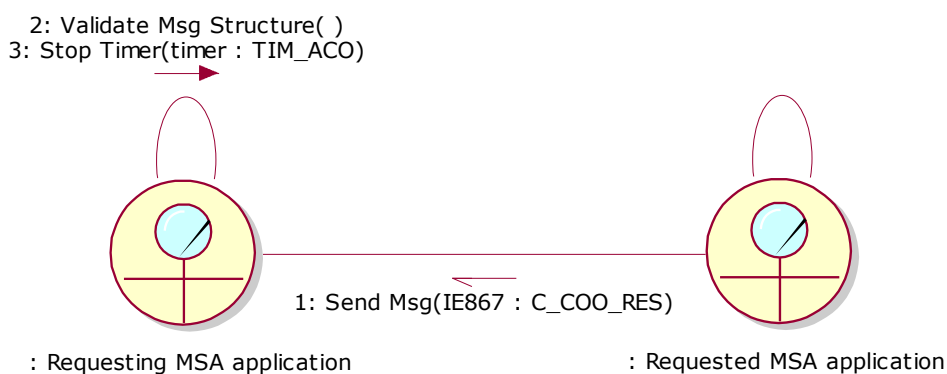 2: Validate Msg Structure( )
3: Stop Timer(timer : TIM_ACO)
1: Send Msg(IE867 : C_COO_RES)
: Requesting MSA application
: Requested MSA application